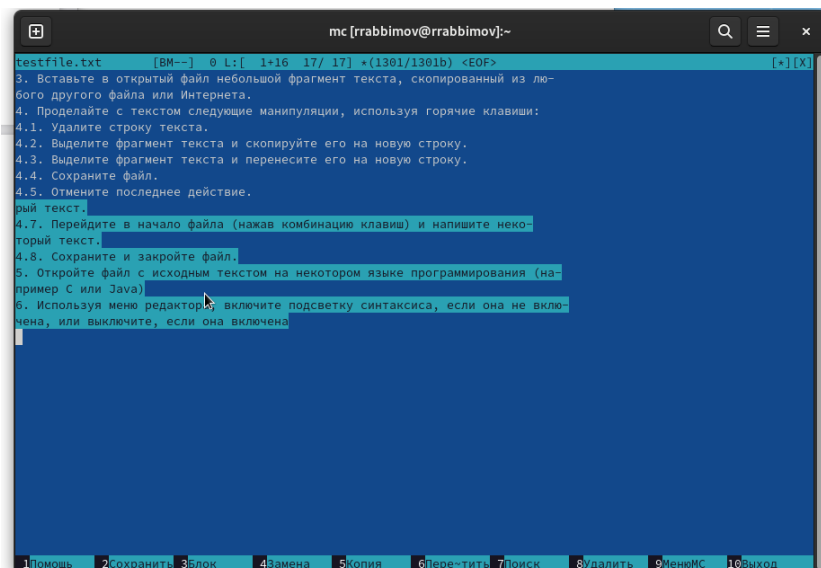 mc [rrabbimov@rrabbimov]:~
testfile.txt [BM--] 0 L:[ 1+16 17/ 17] *(1301/1301b) <EOF> [*][X]
3. Вставьте в открытый файл небольшой фрагмент текста, скопированный из лю-
бого другого файла или Интернета.
4. Проделайте с текстом следующие манипуляции, используя горячие клавиши:
4.1. Удалите строку текста.
4.2. Выделите фрагмент текста и скопируйте его на новую строку.
4.3. Выделите фрагмент текста и перенесите его на новую строку.
4.4. Сохраните файл.
4.5. Отмените последнее действие.
рый текст.
4.7. Перейдите в начало файла (нажав комбинацию клавиш) и напишите неко-
торый текст.
4.8. Сохраните и закройте файл.
5. Откройте файл с исходным текстом на некотором языке программирования (на-
пример C или Java)
6. Используя меню редактора, включите подсветку синтаксиса, если она не вклю-
чена, или выключите, если она включена
1Помощь 2Сохранить 3Блок 4Замена 5Копия 6Пере~тить 7Поиск 8Удалить 9МенюMC 10Выход